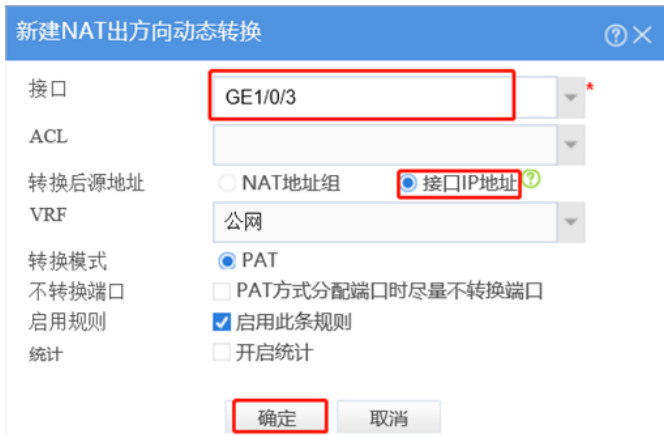 新建NAT出方向动态转换
接口 GE1/0/3 *
ACL
转换后源地址 NAT地址组 接口IP地址
VRF 公网
转换模式 PAT
不转换端口 PAT方式分配端口时尽量不转换端口
启用规则 启用此条规则
统计 开启统计
确定 取消